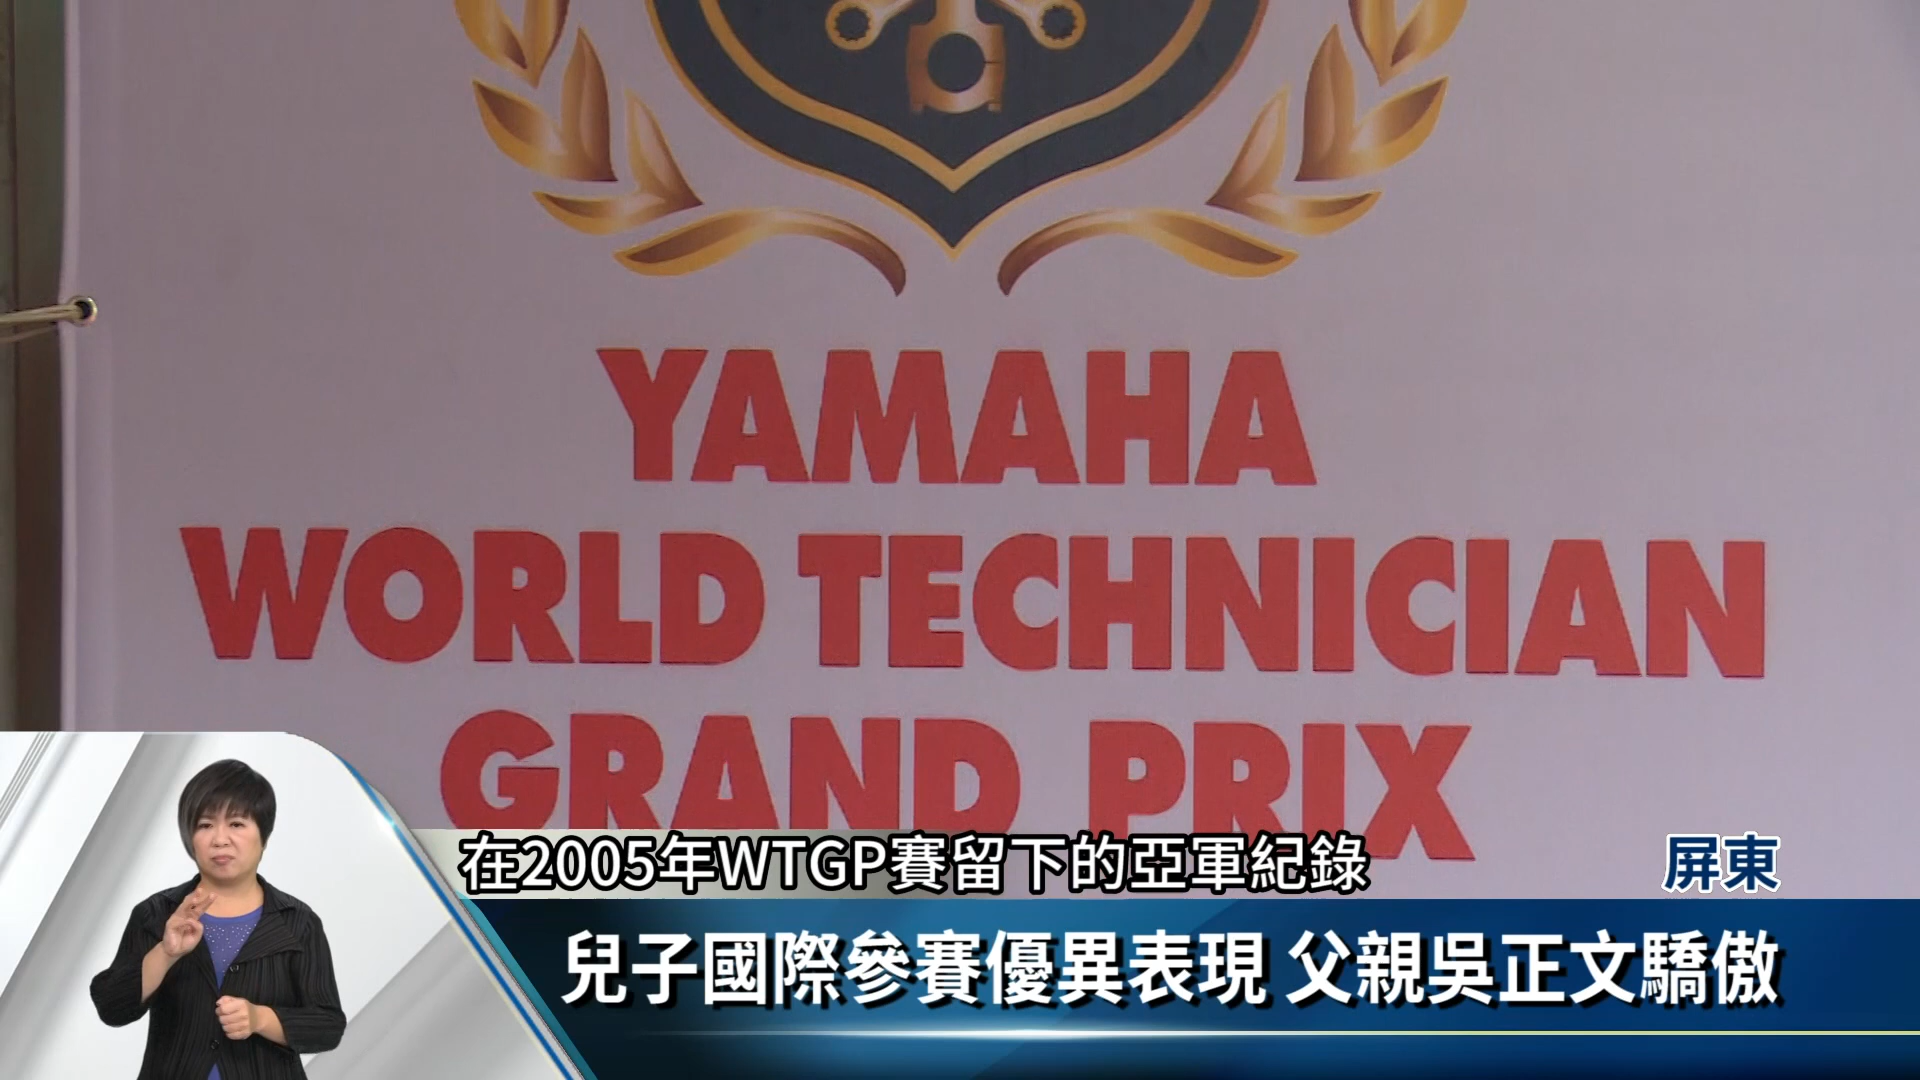 YAMAHA
WORLD TECHNICIAN
GRAND PRIX
在2005年WTGP賽留下的亞軍紀錄
屏東
兒子國際參賽優異表現 父親吳正文驕傲